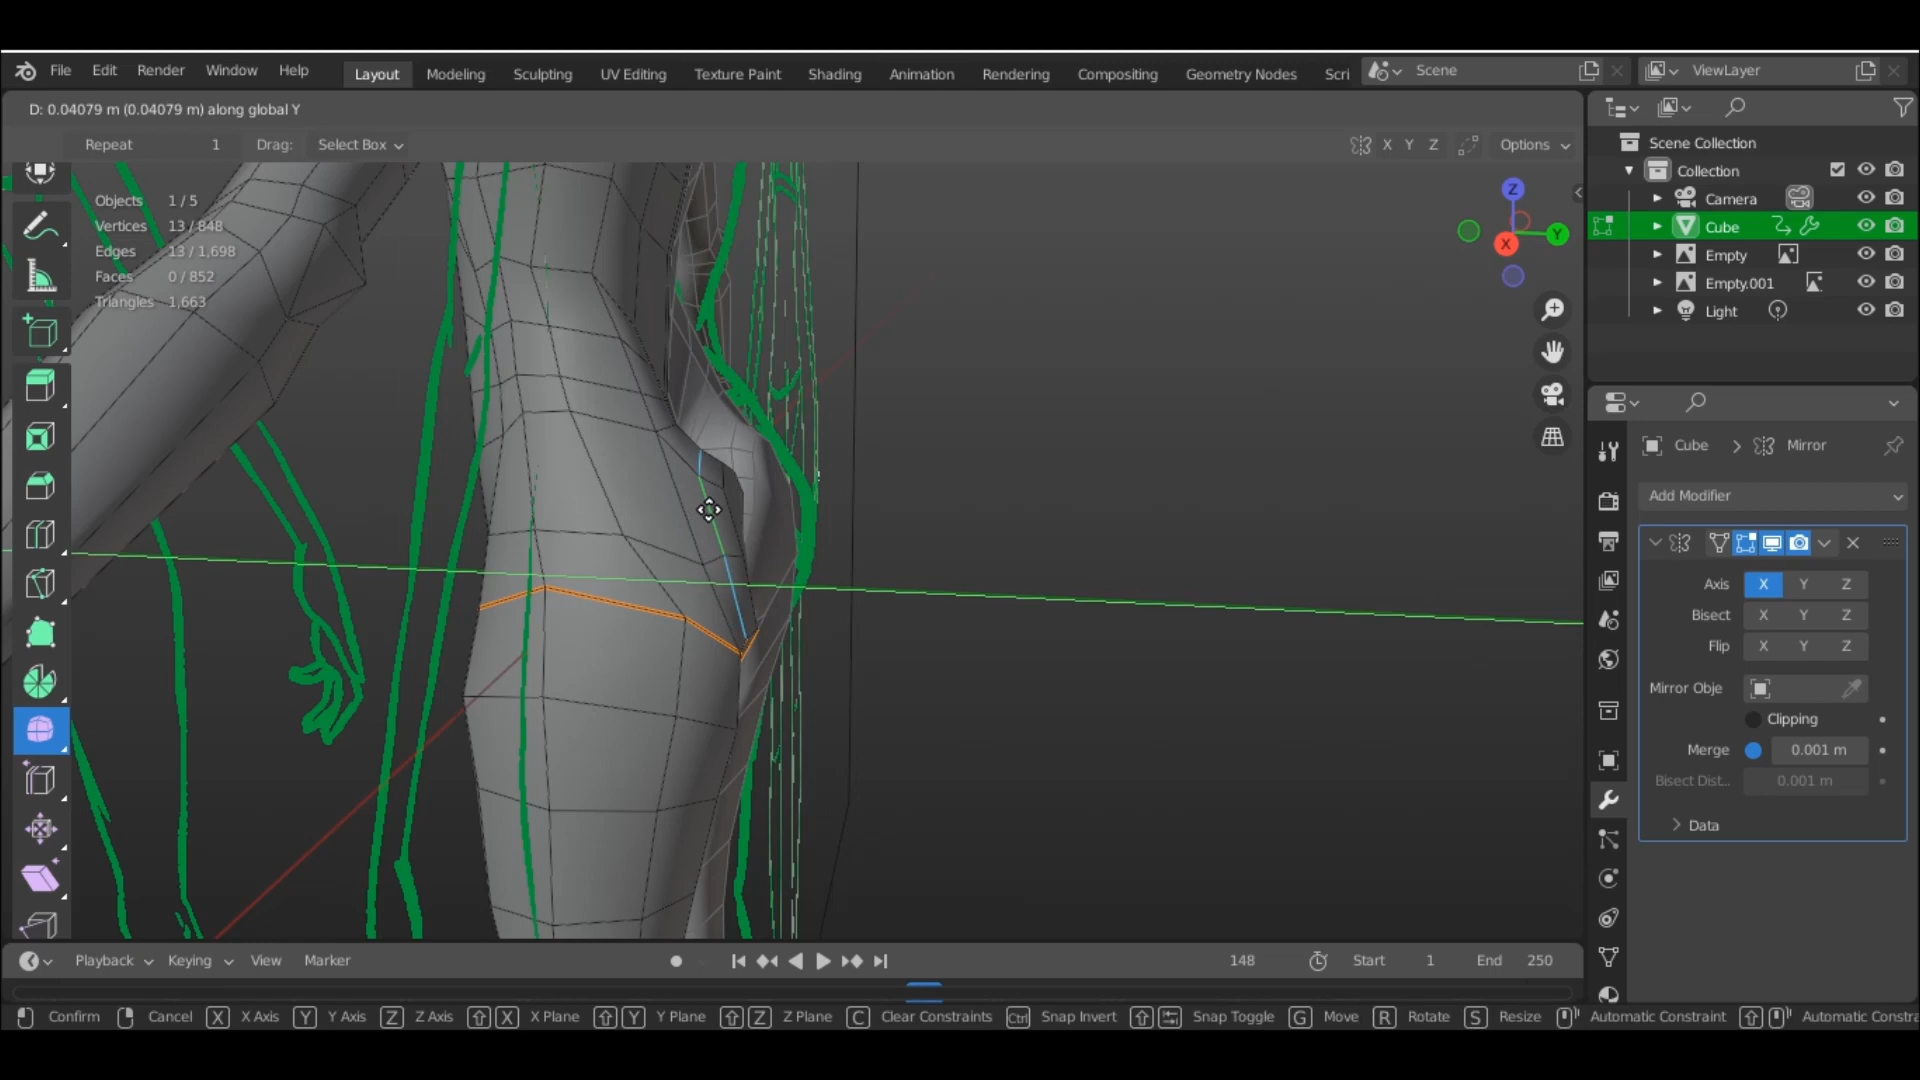 File Edit Render Window Help Layout Modeling Sculpting UV Editing Texture Paint Shading Animation Rendering Compositing Geometry Nodes Scri Scene ViewLayer
D: 0.04079 m (0.04079 m) along global Y
Repeat 1 Drag: Select Box X Y Z Options
Objects 1 / 5
Vertices 13 / 848
Edges 13 / 1,698
Faces 0 / 852
Triangles 1,663
Z
Y
X
Scene Collection
Collection
Camera
Cube
Empty
Empty.001
Light
Cube > Mirror
Add Modifier
Axis X Y Z
Bisect X Y Z
Flip X Y Z
Mirror Obje
Clipping
Merge 0.001 m
Bisect Dist.. 0.001 m
Data
Playback Keying View Marker 148 Start 1 End 250
Confirm Cancel X X Axis Y Y Axis Z Z Axis X X Plane Y Y Plane Z Z Plane C Clear Constraints Ctrl Snap Invert Snap Toggle G Move R Rotate S Resize Automatic Constraint Automatic Constra